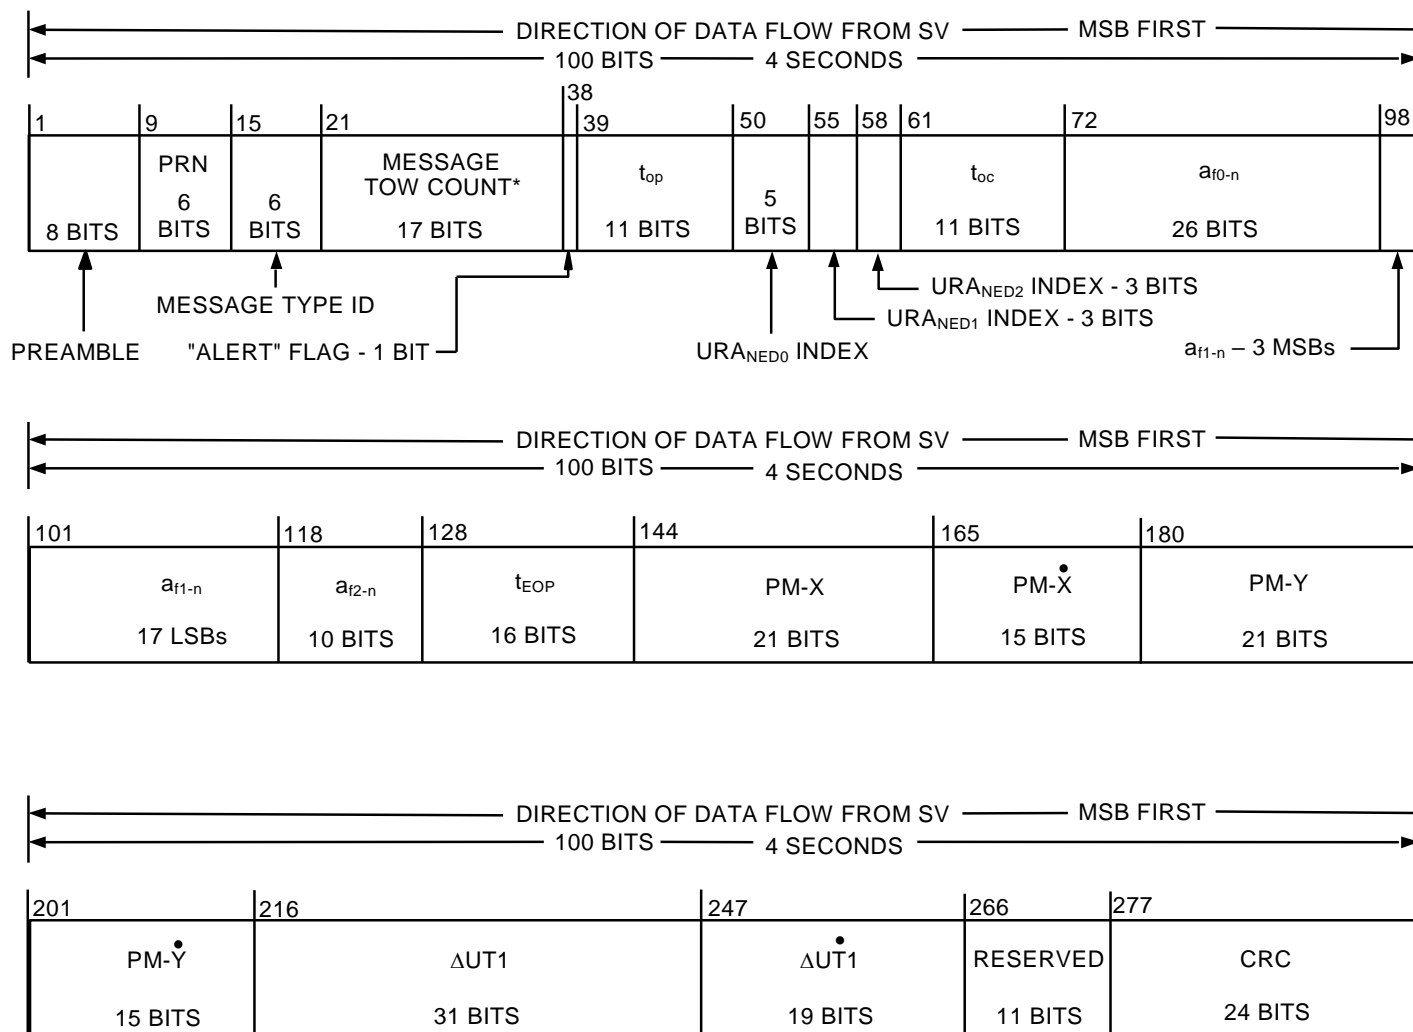 DIRECTION OF DATA FLOW FROM SV MSB FIRST
100 BITS 4 SECONDS
1 9 15 21 38 39 50 55 58 61 72 98
8 BITS
PRN
6
BITS
6
BITS
MESSAGE
TOW COUNT*
17 BITS
top
11 BITS
5
BITS
toc
11 BITS
af0-n
26 BITS
MESSAGE TYPE ID
PREAMBLE
"ALERT" FLAG - 1 BIT
URANED0 INDEX
URANED2 INDEX - 3 BITS
URANED1 INDEX - 3 BITS
af1-n – 3 MSBs
DIRECTION OF DATA FLOW FROM SV MSB FIRST
100 BITS 4 SECONDS
101 118 128 144 165 180
af1-n
17 LSBs
af2-n
10 BITS
tEOP
16 BITS
PM-X
21 BITS
PM-Ẋ
15 BITS
PM-Y
21 BITS
DIRECTION OF DATA FLOW FROM SV MSB FIRST
100 BITS 4 SECONDS
201 216 247 266 277
PM-Ẏ
15 BITS
ΔUT1
31 BITS
ΔUṪ1
19 BITS
RESERVED
11 BITS
CRC
24 BITS